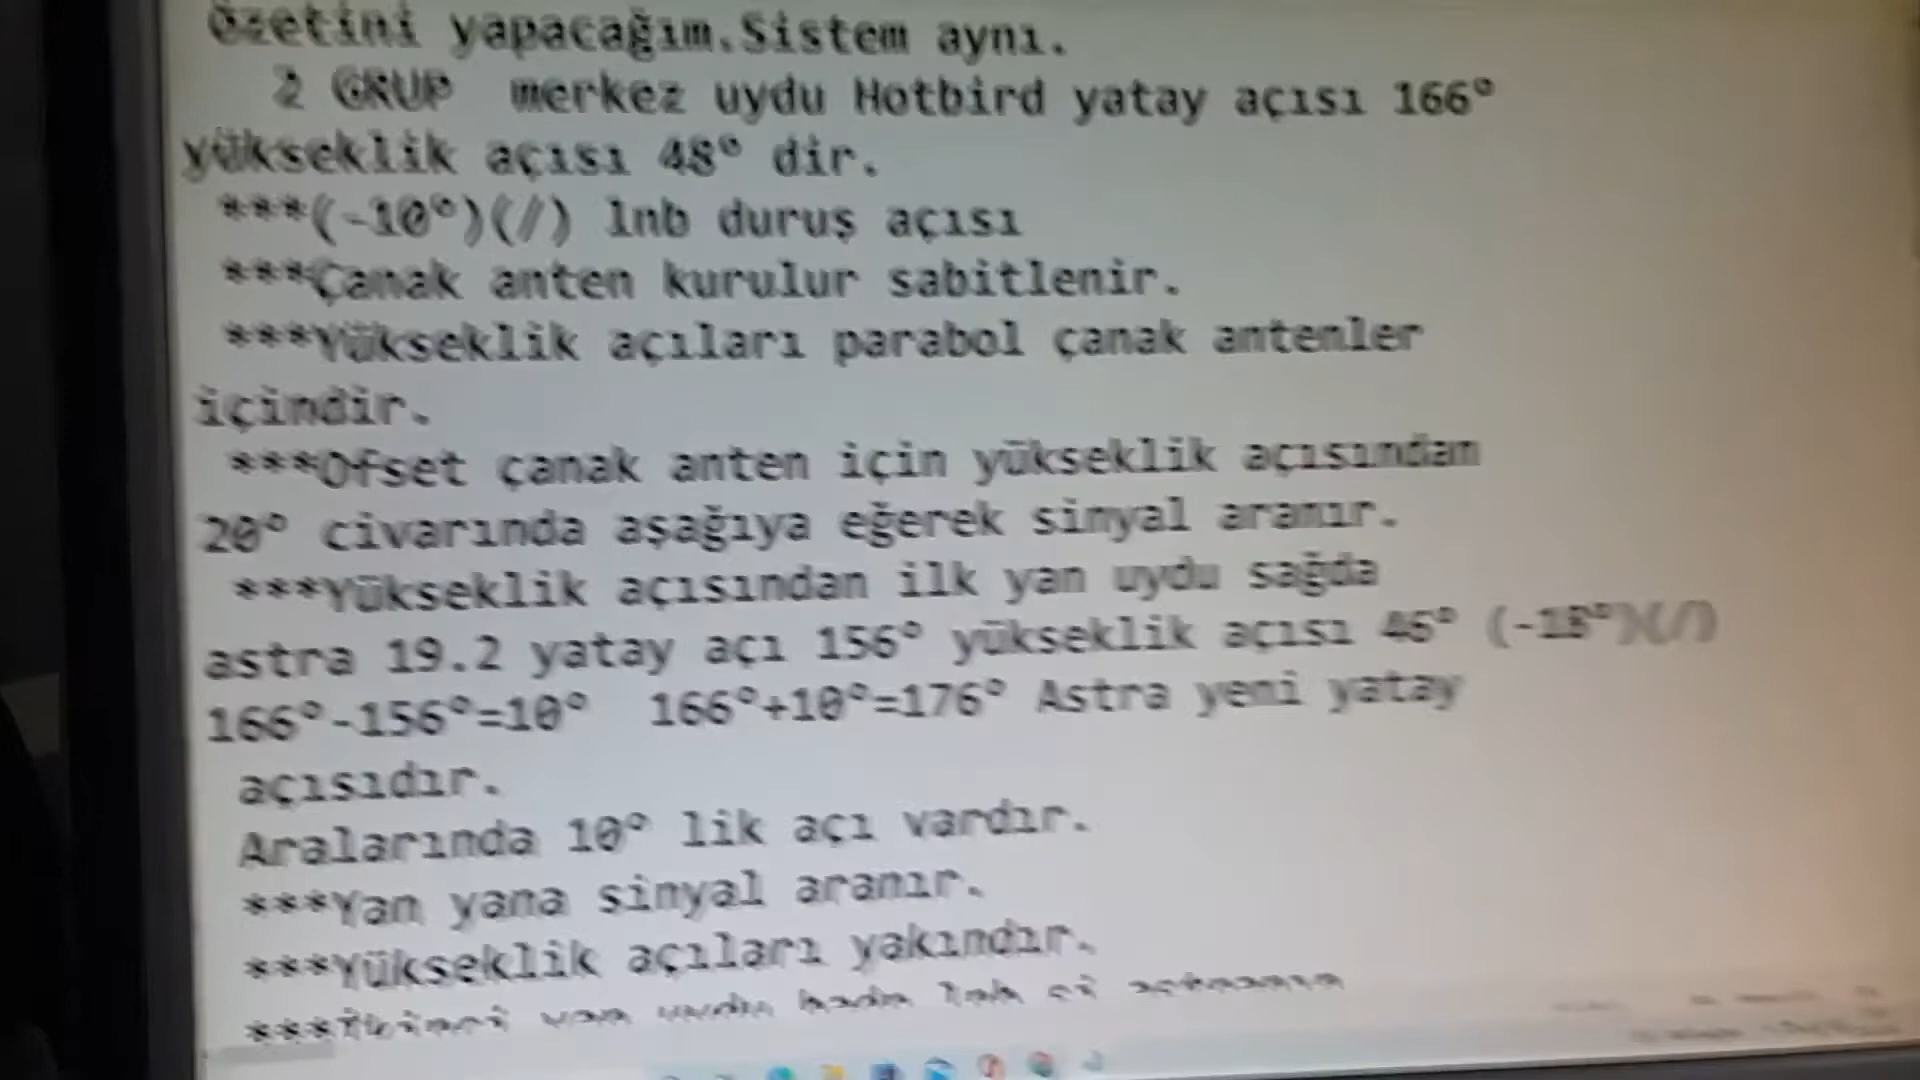 özetini yapacağım.Sistem aynı.
2 GRUP merkez uydu Hotbird yatay açısı 166°
yükseklik açısı 48° dir.
***(-10°)(/) lnb duruş açısı
***Çanak anten kurulur sabitlenir.
***Yükseklik açıları parabol çanak antenler
içindir.
***Ofset çanak anten için yükseklik açısından
20° civarında aşağıya eğerek sinyal aranır.
***Yükseklik açısından ilk yan uydu sağda
astra 19.2 yatay açı 156° yükseklik açısı 46° (-18°)(/)
166°-156°=10° 166°+10°=176° Astra yeni yatay
açısıdır.
Aralarında 10° lik açı vardır.
***Yan yana sinyal aranır.
***Yükseklik açıları yakındır.
***İkinci yan uydu